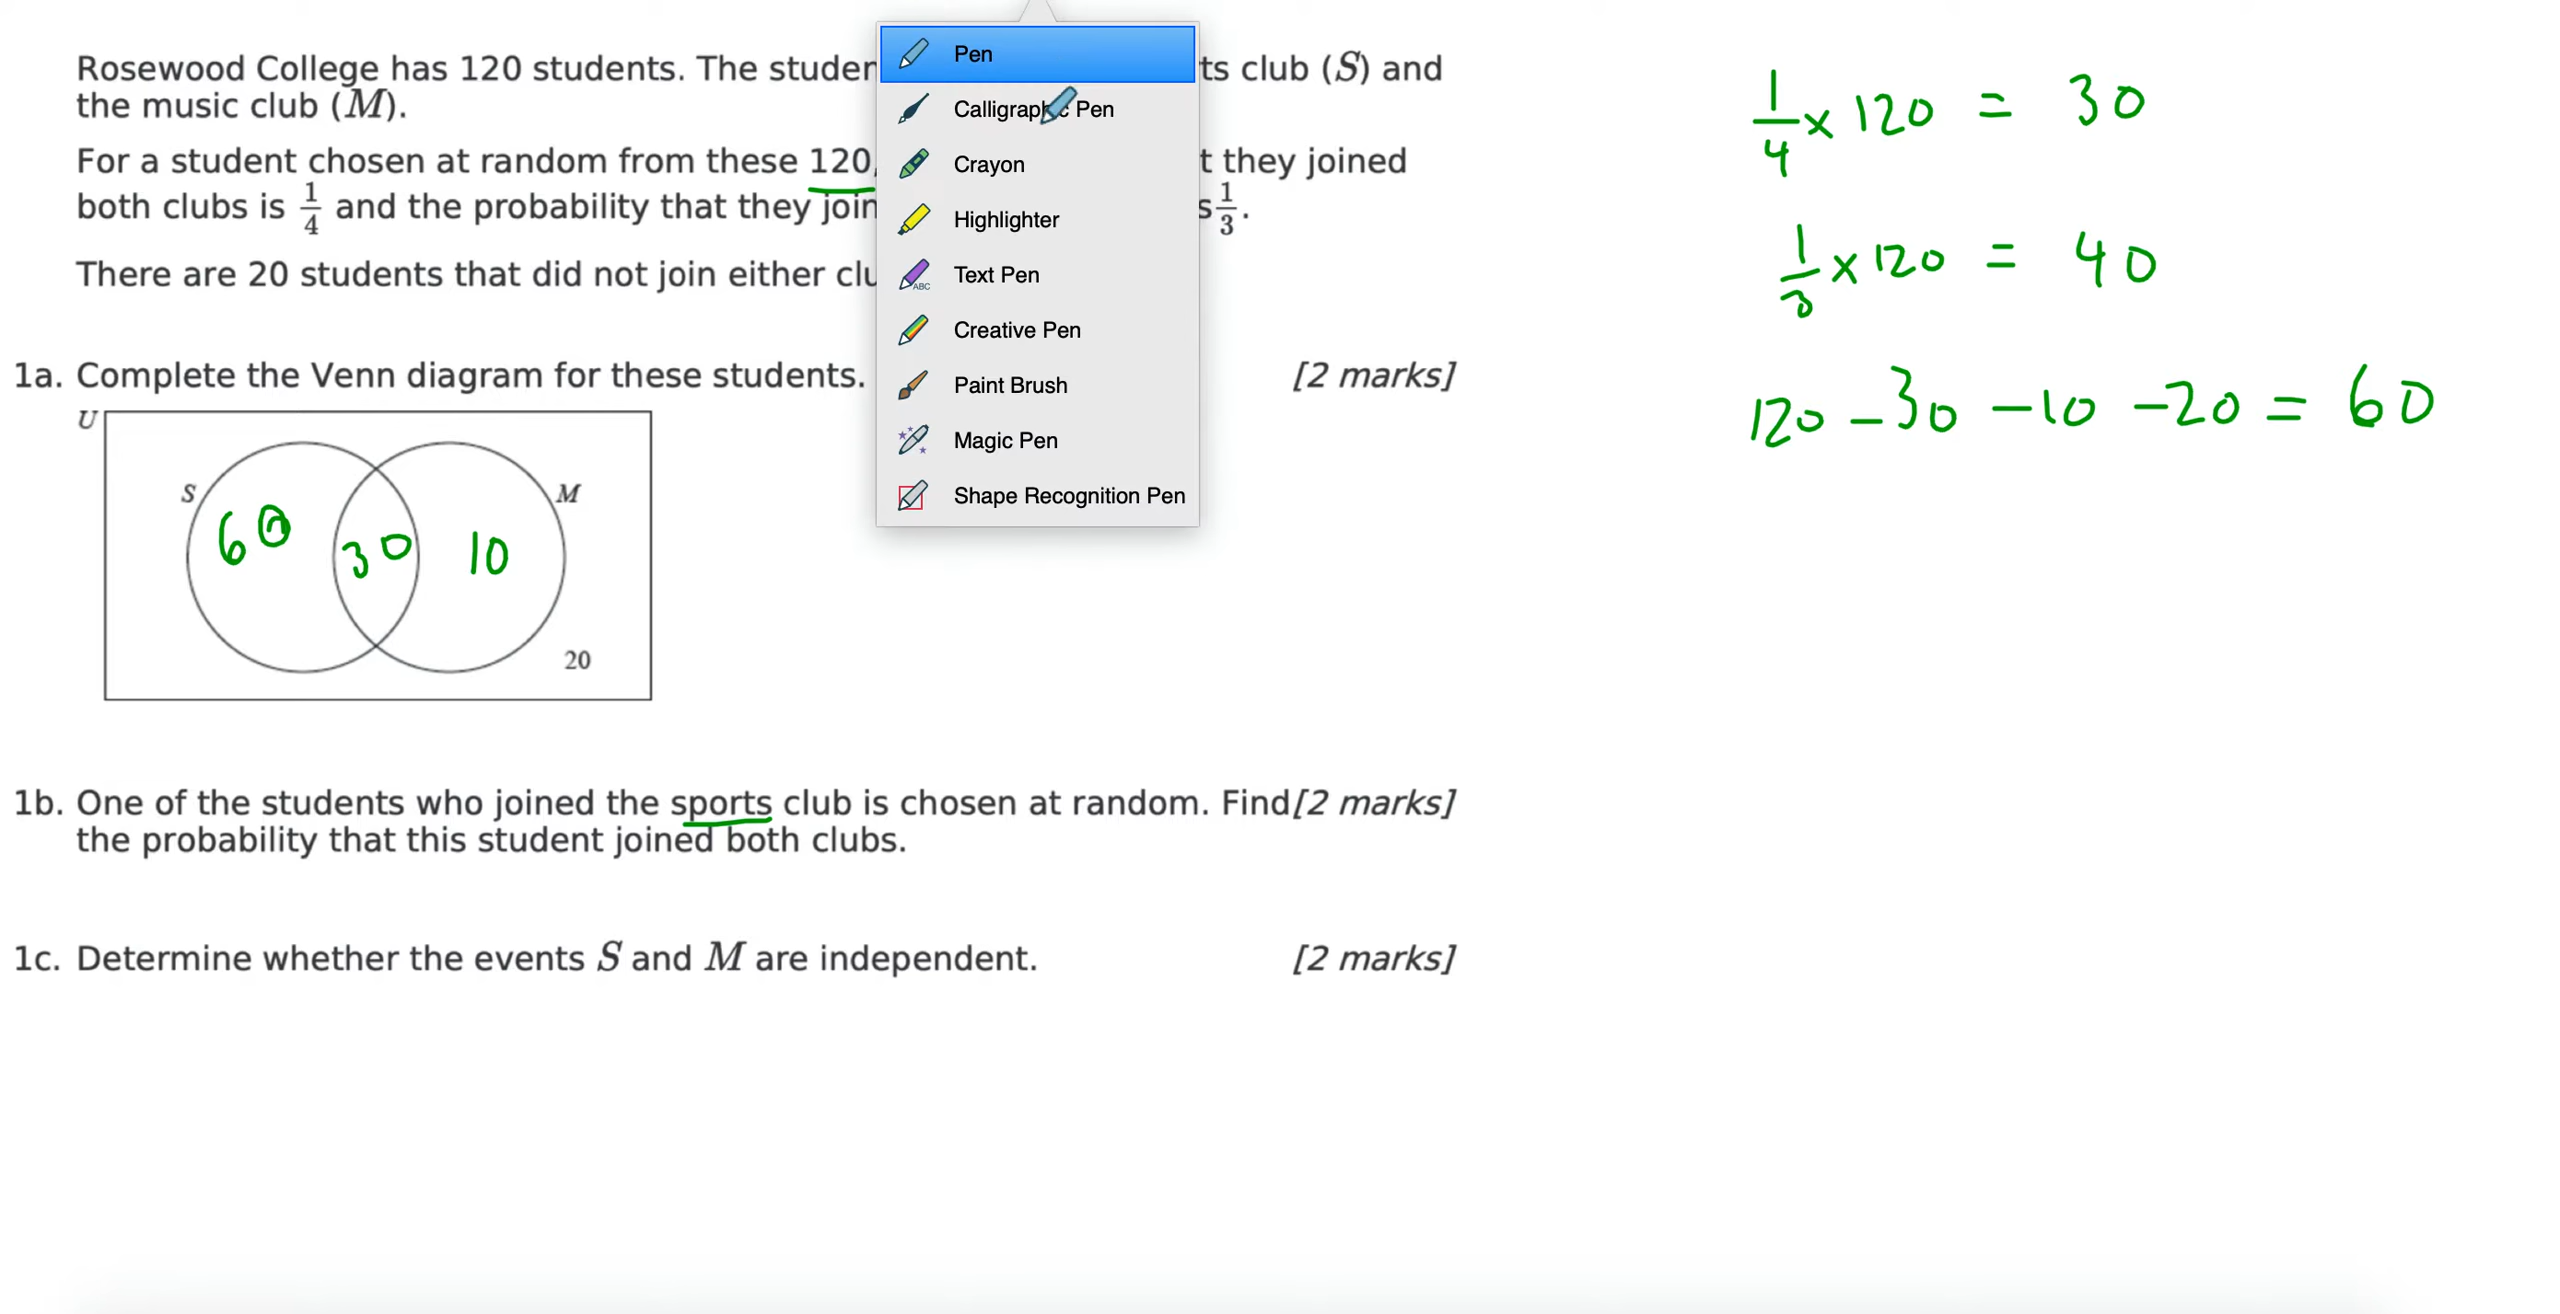 Rosewood College has 120 students. The studen ts club (S) and
the music club (M).
For a student chosen at random from these 120, t they joined
both clubs is 1/4 and the probability that they join s 1/3.
There are 20 students that did not join either clu
Pen
Calligraphic Pen
Crayon
Highlighter
Text Pen
Creative Pen
Paint Brush
Magic Pen
Shape Recognition Pen
1/4 × 120 = 30
1/3 × 120 = 40
120 - 30 - 10 - 20 = 60
1a. Complete the Venn diagram for these students. [2 marks]
U
S
M
60
30
10
20
1b. One of the students who joined the sports club is chosen at random. Find [2 marks]
the probability that this student joined both clubs.
1c. Determine whether the events S and M are independent. [2 marks]